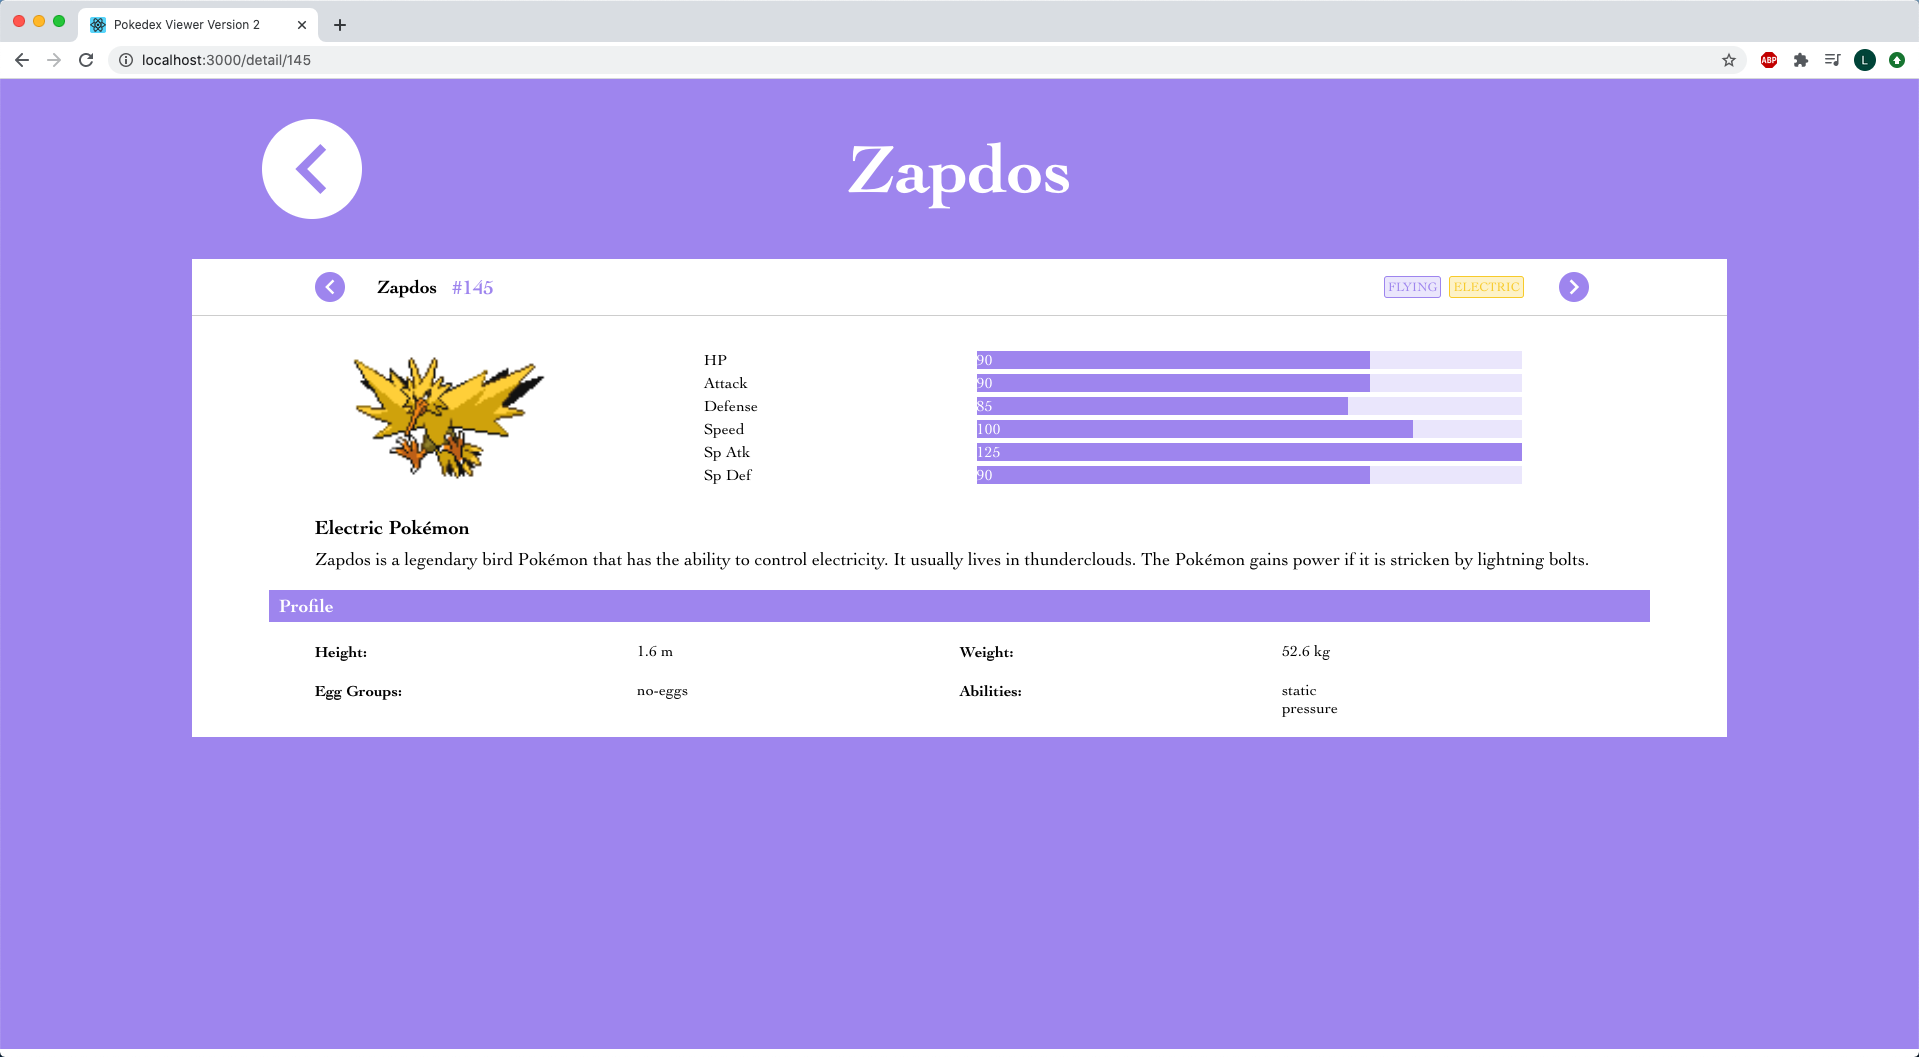 Pokedex Viewer Version 2
localhost:3000/detail/145
ABP
L
Zapdos
Zapdos #145 FLYING ELECTRIC
HP 90
Attack 90
Defense 85
Speed 100
Sp Atk 125
Sp Def 90
Electric Pokémon
Zapdos is a legendary bird Pokémon that has the ability to control electricity. It usually lives in thunderclouds. The Pokémon gains power if it is stricken by lightning bolts.
Profile
Height: 1.6 m Weight: 52.6 kg
Egg Groups: no-eggs Abilities: static
pressure